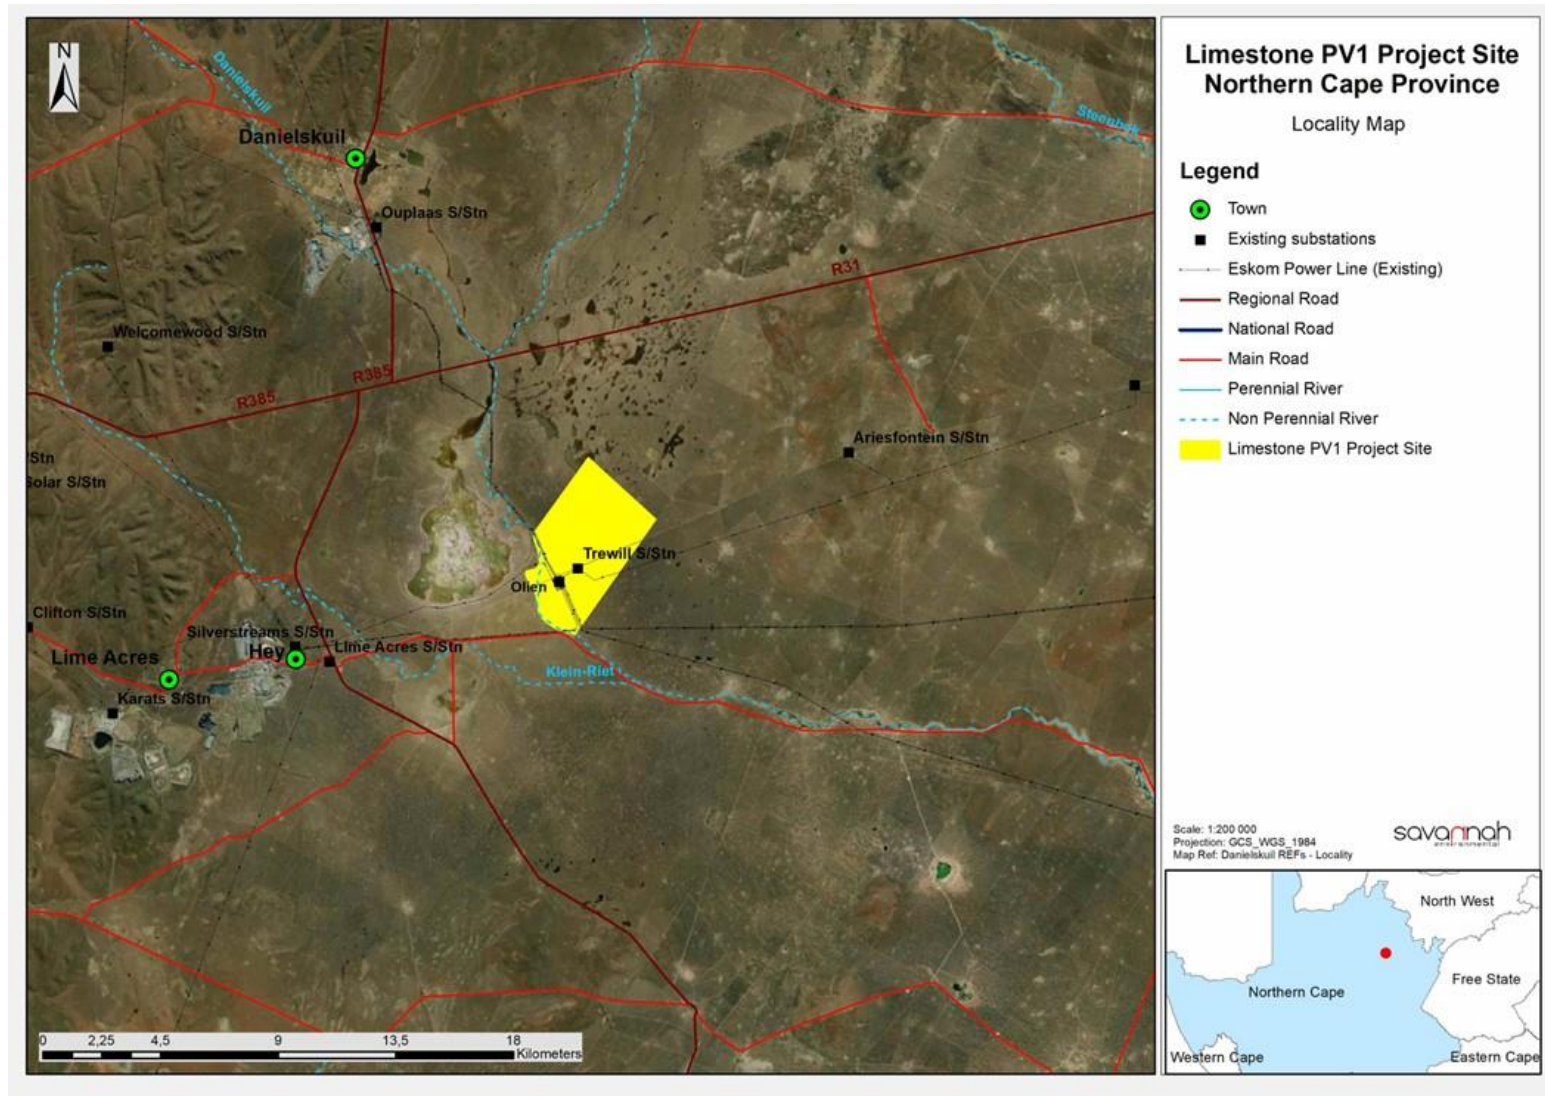 N
Danielskuil
Steenbok
Danielskuil
Ouplaas S/Stn
R31
Welcomewood S/Stn
R385
R385
Ariesfontein S/Stn
/Stn
Solar S/Stn
Trewill S/Stn
Olien
Clifton S/Stn
Silverstreams S/Stn
Hey
Lime Acres S/Stn
Lime Acres
Klein-Riet
Karats S/Stn
0 2,25 4,5 9 13,5 18
Kilometers
Limestone PV1 Project Site
Northern Cape Province
Locality Map
Legend
Town
Existing substations
Eskom Power Line (Existing)
Regional Road
National Road
Main Road
Perennial River
Non Perennial River
Limestone PV1 Project Site
Scale: 1:200 000
Projection: GCS_WGS_1984
Map Ref: Danielskuil REFs - Locality
savannah
environmental
North West
Free State
Northern Cape
Western Cape
Eastern Cape